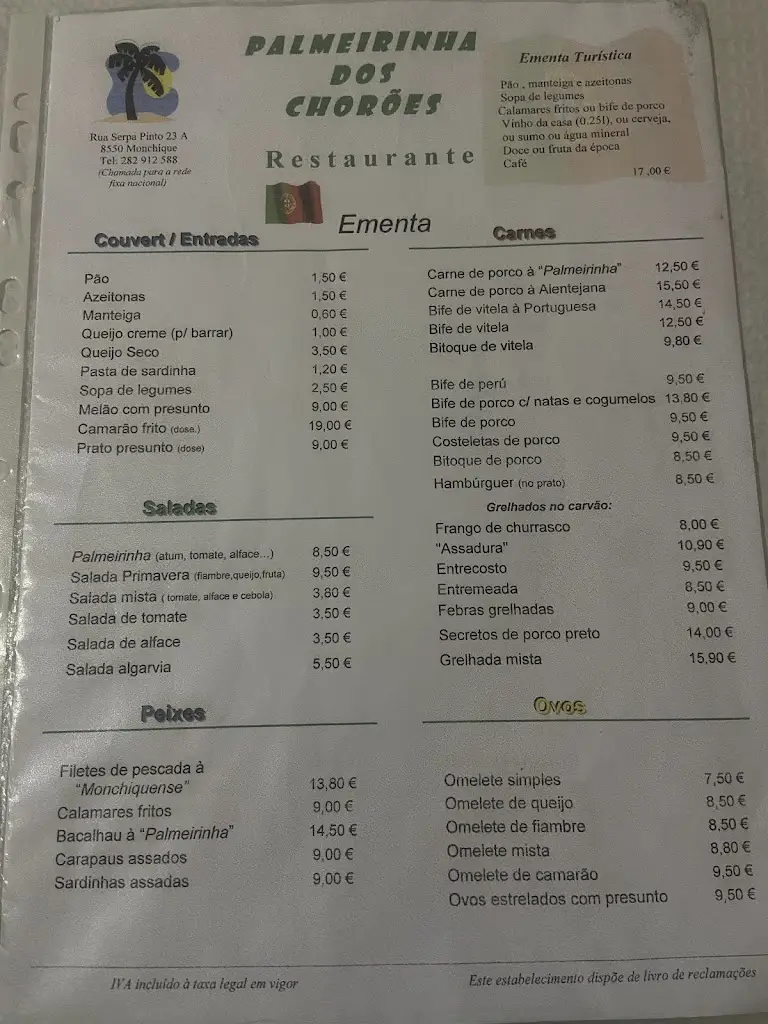 PALMEIRINHA
DOS
CHORÕES
Restaurante
Rua Serpa Pinto 23 A
8550 Monchique
Tel: 282 912 588
(Chamada para a rede
fixa nacional)
Ementa Turística
Pão , manteiga e azeitonas
Sopa de legumes
Calamares fritos ou bife de porco
Vinho da casa (0.25l), ou cerveja,
ou sumo ou água mineral
Doce ou fruta da época
Café
17,00 €
Ementa
Couvert / Entradas
Pão 1,50 €
Azeitonas 1,50 €
Manteiga 0,60 €
Queijo creme (p/ barrar) 1,00 €
Queijo Seco 3,50 €
Pasta de sardinha 1,20 €
Sopa de legumes 2,50 €
Melão com presunto 9,00 €
Camarão frito (dose.) 19,00 €
Prato presunto (dose) 9,00 €
Saladas
Palmeirinha (atum, tomate, alface...) 8,50 €
Salada Primavera (fiambre,queijo,fruta) 9,50 €
Salada mista ( tomate, alface e cebola) 3,80 €
Salada de tomate 3,50 €
Salada de alface 3,50 €
Salada algarvia 5,50 €
Peixes
Filetes de pescada à
"Monchiquense" 13,80 €
Calamares fritos 9,00 €
Bacalhau à "Palmeirinha" 14,50 €
Carapaus assados 9,00 €
Sardinhas assadas 9,00 €
Carnes
Carne de porco à "Palmeirinha" 12,50 €
Carne de porco à Alentejana 15,50 €
Bife de vitela à Portuguesa 14,50 €
Bife de vitela 12,50 €
Bitoque de vitela 9,80 €
Bife de perú 9,50 €
Bife de porco c/ natas e cogumelos 13,80 €
Bife de porco 9,50 €
Costeletas de porco 9,50 €
Bitoque de porco 8,50 €
Hambúrguer (no prato) 8,50 €
Grelhados no carvão:
Frango de churrasco 8,00 €
"Assadura" 10,90 €
Entrecosto 9,50 €
Entremeada 8,50 €
Febras grelhadas 9,00 €
Secretos de porco preto 14,00 €
Grelhada mista 15,90 €
Ovos
Omelete simples 7,50 €
Omelete de queijo 8,50 €
Omelete de fiambre 8,50 €
Omelete mista 8,80 €
Omelete de camarão 9,50 €
Ovos estrelados com presunto 9,50 €
IVA incluído à taxa legal em vigor
Este estabelecimento dispõe de livro de reclamações